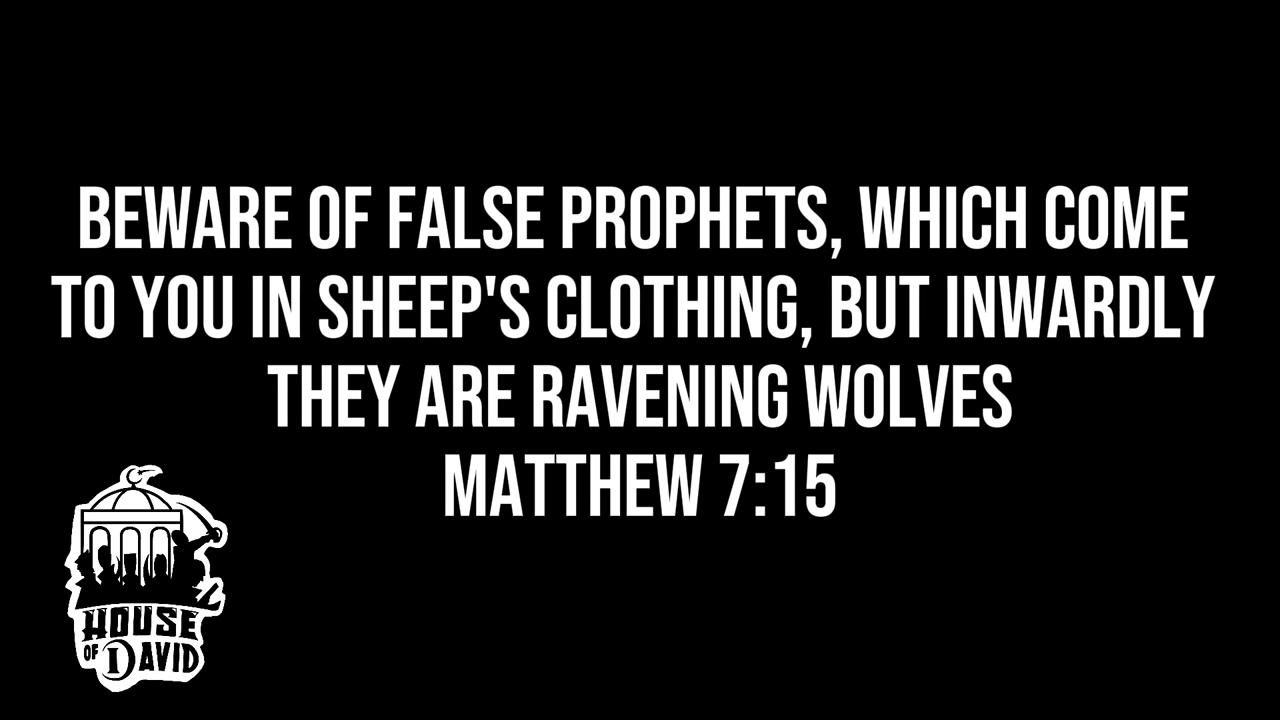 BEWARE OF FALSE PROPHETS, WHICH COME
TO YOU IN SHEEP'S CLOTHING, BUT INWARDLY
THEY ARE RAVENING WOLVES
MATTHEW 7:15
HOUSE
OF DAVID